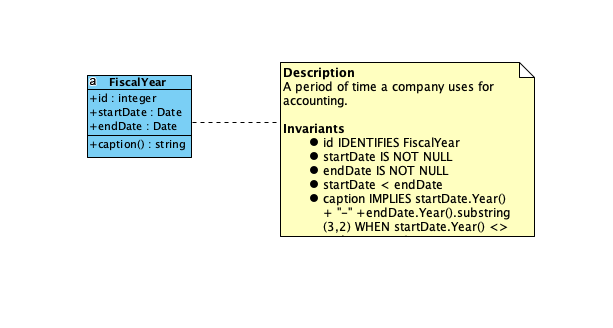 a FiscalYear
+id : integer
+startDate : Date
+endDate : Date
+caption() : string
Description
A period of time a company uses for
accounting.
Invariants
● id IDENTIFIES FiscalYear
● startDate IS NOT NULL
● endDate IS NOT NULL
● startDate < endDate
● caption IMPLIES startDate.Year()
+ "-" +endDate.Year().substring
(3,2) WHEN startDate.Year() <>